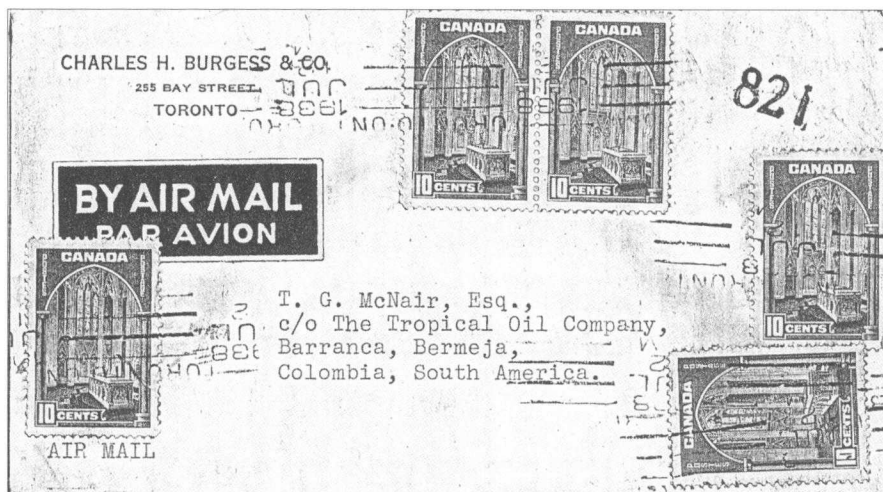 CHARLES H. BURGESS & CO.
255 BAY STREET
TORONTO
CANADA
10 CENTS
CANADA
10 CENTS
821
BY AIR MAIL
PAR AVION
CANADA
10 CENTS
CANADA
10 CENTS
T. G. McNair, Esq.,
c/o The Tropical Oil Company,
Barranca, Bermeja,
Colombia, South America.
CANADA
CENTS
AIR MAIL